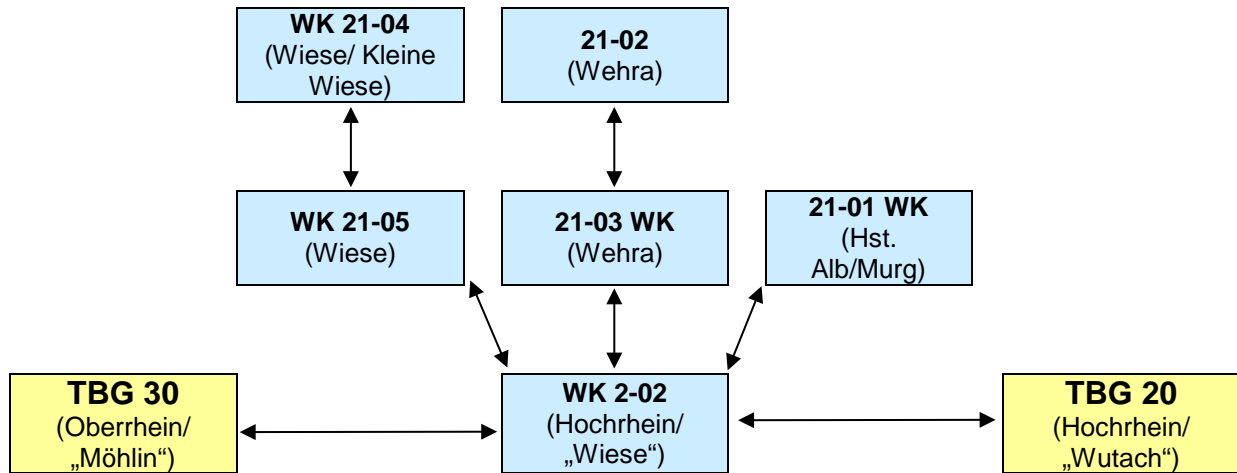 WK 21-04
(Wiese/ Kleine
Wiese)
21-02
(Wehra)
WK 21-05
(Wiese)
21-03 WK
(Wehra)
21-01 WK
(Hst.
Alb/Murg)
TBG 30
(Oberrhein/
„Möhlin“)
WK 2-02
(Hochrhein/
„Wiese“)
TBG 20
(Hochrhein/
„Wutach“)